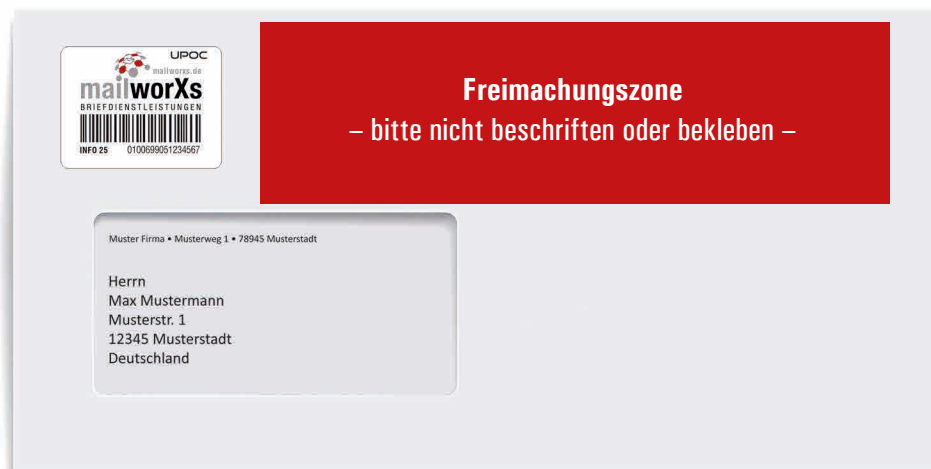 UPOC
mailworxs.de
mailworXs
BRIEFDIENSTLEISTUNGEN
INFO 25 0100699051234567
Freimachungszone
– bitte nicht beschriften oder bekleben –
Muster Firma • Musterweg 1 • 78945 Musterstadt
Herrn
Max Mustermann
Musterstr. 1
12345 Musterstadt
Deutschland